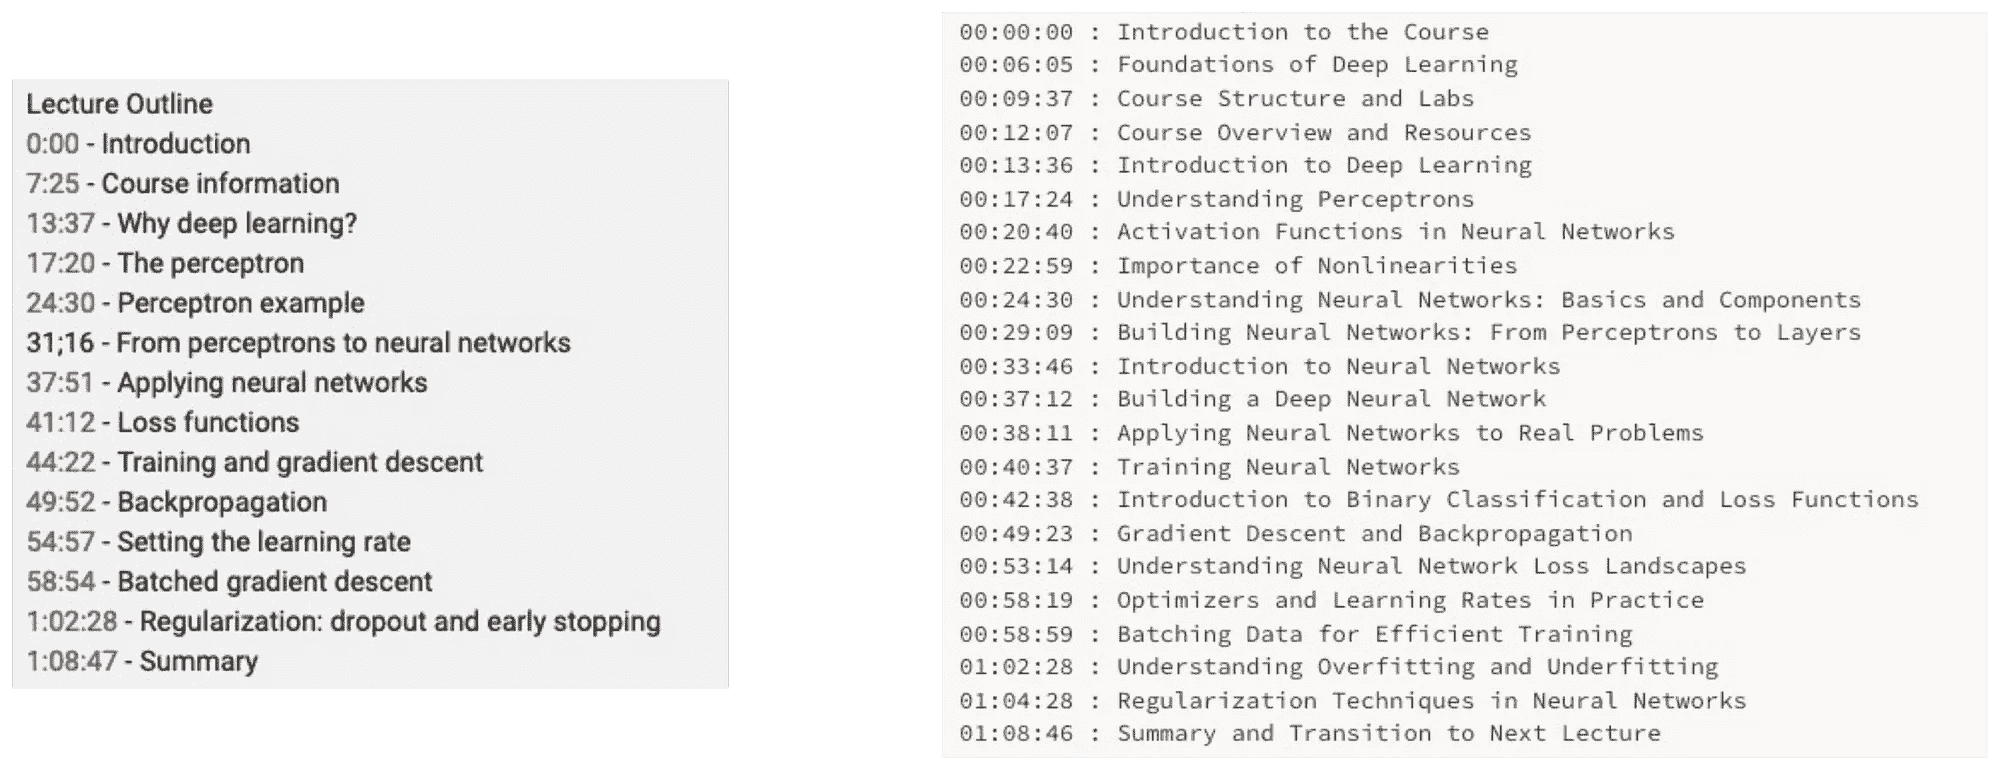 Lecture Outline
0:00 - Introduction
7:25 - Course information
13:37 - Why deep learning?
17:20 - The perceptron
24:30 - Perceptron example
31;16 - From perceptrons to neural networks
37:51 - Applying neural networks
41:12 - Loss functions
44:22 - Training and gradient descent
49:52 - Backpropagation
54:57 - Setting the learning rate
58:54 - Batched gradient descent
1:02:28 - Regularization: dropout and early stopping
1:08:47 - Summary
00:00:00 : Introduction to the Course
00:06:05 : Foundations of Deep Learning
00:09:37 : Course Structure and Labs
00:12:07 : Course Overview and Resources
00:13:36 : Introduction to Deep Learning
00:17:24 : Understanding Perceptrons
00:20:40 : Activation Functions in Neural Networks
00:22:59 : Importance of Nonlinearities
00:24:30 : Understanding Neural Networks: Basics and Components
00:29:09 : Building Neural Networks: From Perceptrons to Layers
00:33:46 : Introduction to Neural Networks
00:37:12 : Building a Deep Neural Network
00:38:11 : Applying Neural Networks to Real Problems
00:40:37 : Training Neural Networks
00:42:38 : Introduction to Binary Classification and Loss Functions
00:49:23 : Gradient Descent and Backpropagation
00:53:14 : Understanding Neural Network Loss Landscapes
00:58:19 : Optimizers and Learning Rates in Practice
00:58:59 : Batching Data for Efficient Training
01:02:28 : Understanding Overfitting and Underfitting
01:04:28 : Regularization Techniques in Neural Networks
01:08:46 : Summary and Transition to Next Lecture